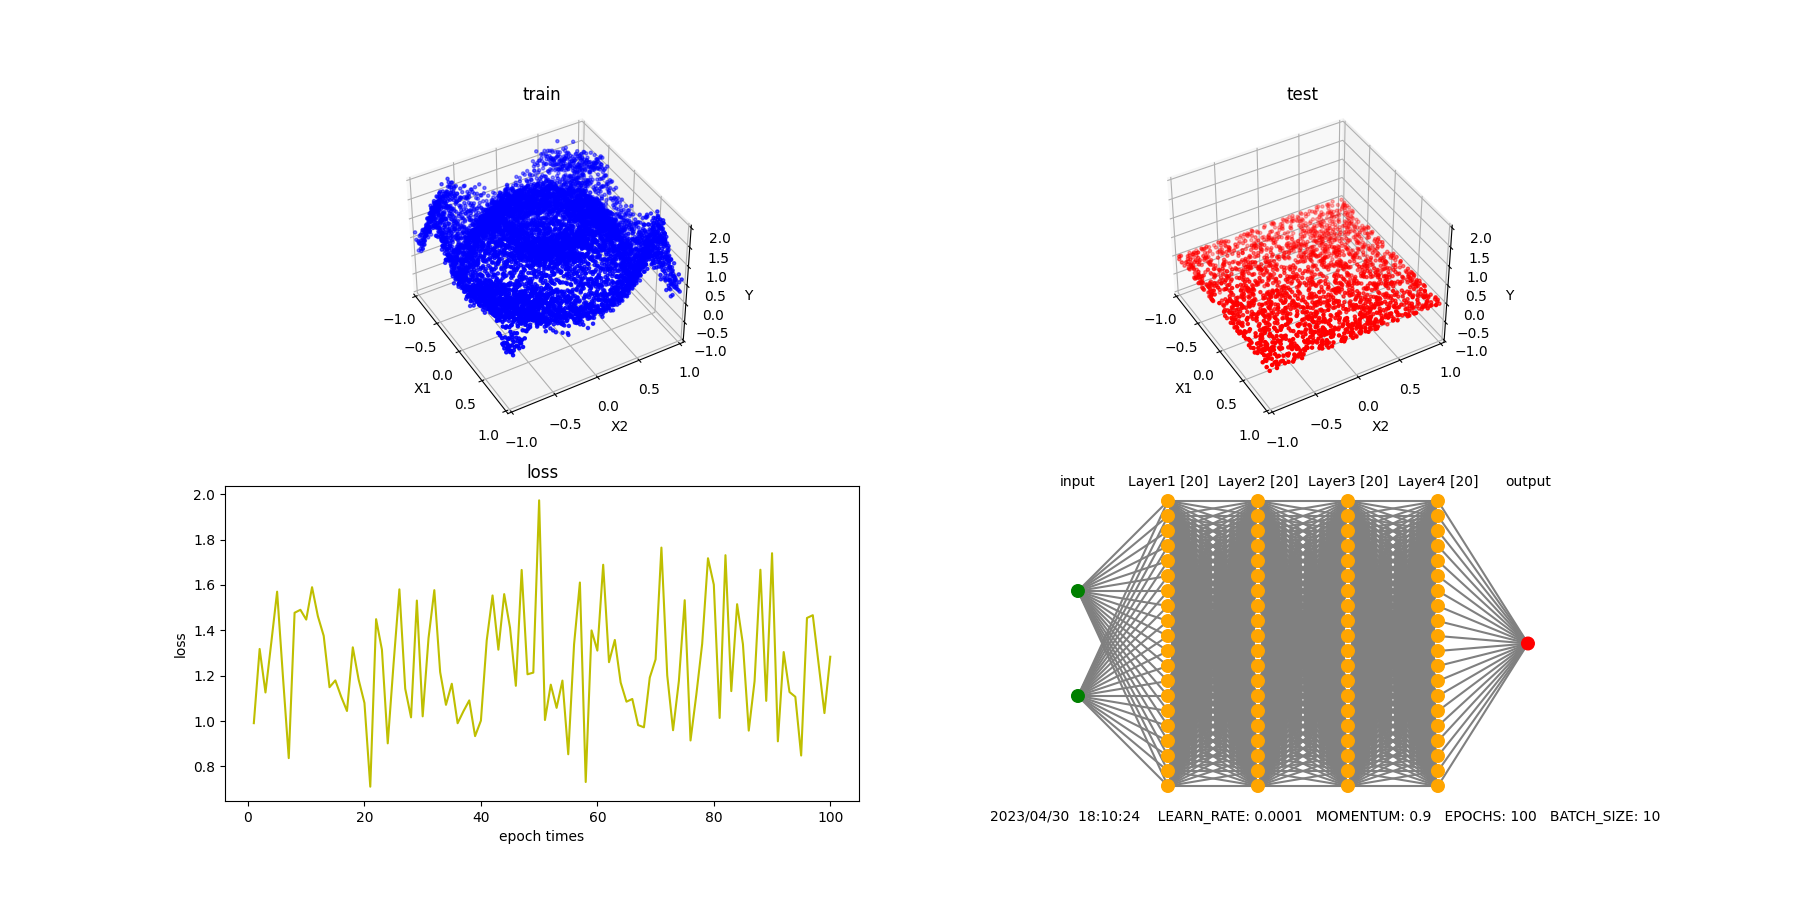 train
2.0
1.5
1.0
0.5
0.0
−0.5
−1.0
Y
−1.0
−0.5
0.0
0.5
1.0
X1
−1.0
−0.5
0.0
0.5
1.0
X2
test
2.0
1.5
1.0
0.5
0.0
−0.5
−1.0
Y
−1.0
−0.5
0.0
0.5
1.0
X1
−1.0
−0.5
0.0
0.5
1.0
X2
loss
2.0
1.8
1.6
1.4
1.2
1.0
0.8
loss
0 20 40 60 80 100
epoch times
input Layer1 [20] Layer2 [20] Layer3 [20] Layer4 [20] output
2023/04/30 18:10:24 LEARN_RATE: 0.0001 MOMENTUM: 0.9 EPOCHS: 100 BATCH_SIZE: 10